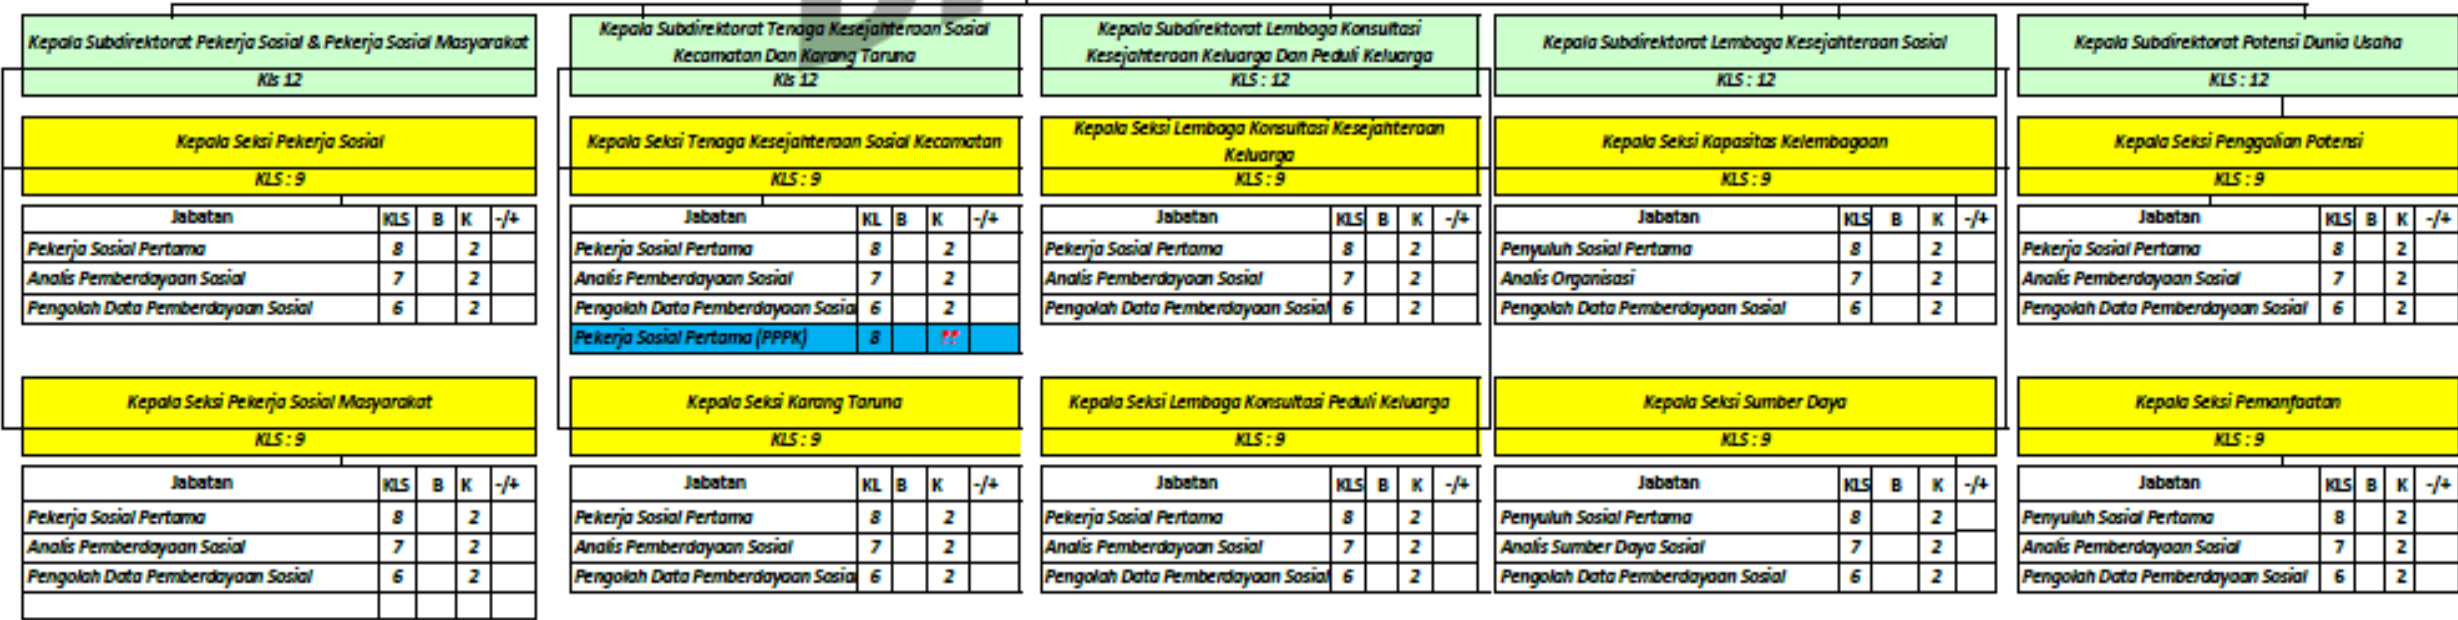 Kepala Subdirektorat Pekerja Sosial & Pekerja Sosial Masyarakat
Kls 12
Kepala Seksi Pekerja Sosial
KLS : 9
Jabatan KLS B K -/+
Pekerja Sosial Pertama 8 2
Analis Pemberdayaan Sosial 7 2
Pengolah Data Pemberdayaan Sosial 6 2
Kepala Seksi Pekerja Sosial Masyarakat
KLS : 9
Jabatan KLS B K -/+
Pekerja Sosial Pertama 8 2
Analis Pemberdayaan Sosial 7 2
Pengolah Data Pemberdayaan Sosial 6 2
Kepala Subdirektorat Tenaga Kesejahteraan Sosial
Kecamatan Dan Karang Taruna
Kls 12
Kepala Seksi Tenaga Kesejahteraan Sosial Kecamatan
KLS : 9
Jabatan KL B K -/+
Pekerja Sosial Pertama 8 2
Analis Pemberdayaan Sosial 7 2
Pengolah Data Pemberdayaan Sosial 6 2
Pekerja Sosial Pertama (PPPK) 8 ??
Kepala Seksi Karang Taruna
KLS : 9
Jabatan KL B K -/+
Pekerja Sosial Pertama 8 2
Analis Pemberdayaan Sosial 7 2
Pengolah Data Pemberdayaan Sosial 6 2
Kepala Subdirektorat Lembaga Konsultasi
Kesejahteraan Keluarga Dan Peduli Keluarga
KLS : 12
Kepala Seksi Lembaga Konsultasi Kesejahteraan
Keluarga
KLS : 9
Jabatan KLS B K -/+
Pekerja Sosial Pertama 8 2
Analis Pemberdayaan Sosial 7 2
Pengolah Data Pemberdayaan Sosial 6 2
Kepala Seksi Lembaga Konsultasi Peduli Keluarga
KLS : 9
Jabatan KLS B K -/+
Pekerja Sosial Pertama 8 2
Analis Pemberdayaan Sosial 7 2
Pengolah Data Pemberdayaan Sosial 6 2
Kepala Subdirektorat Lembaga Kesejahteraan Sosial
KLS : 12
Kepala Seksi Kapasitas Kelembagaan
KLS : 9
Jabatan KLS B K -/+
Penyuluh Sosial Pertama 8 2
Analis Organisasi 7 2
Pengolah Data Pemberdayaan Sosial 6 2
Kepala Seksi Sumber Daya
KLS : 9
Jabatan KLS B K -/+
Penyuluh Sosial Pertama 8 2
Analis Sumber Daya Sosial 7 2
Pengolah Data Pemberdayaan Sosial 6 2
Kepala Subdirektorat Potensi Dunia Usaha
KLS : 12
Kepala Seksi Penggalian Potensi
KLS : 9
Jabatan KLS B K -/+
Pekerja Sosial Pertama 8 2
Analis Pemberdayaan Sosial 7 2
Pengolah Data Pemberdayaan Sosial 6 2
Kepala Seksi Pemanfaatan
KLS : 9
Jabatan KLS B K -/+
Penyuluh Sosial Pertama 8 2
Analis Pemberdayaan Sosial 7 2
Pengolah Data Pemberdayaan Sosial 6 2